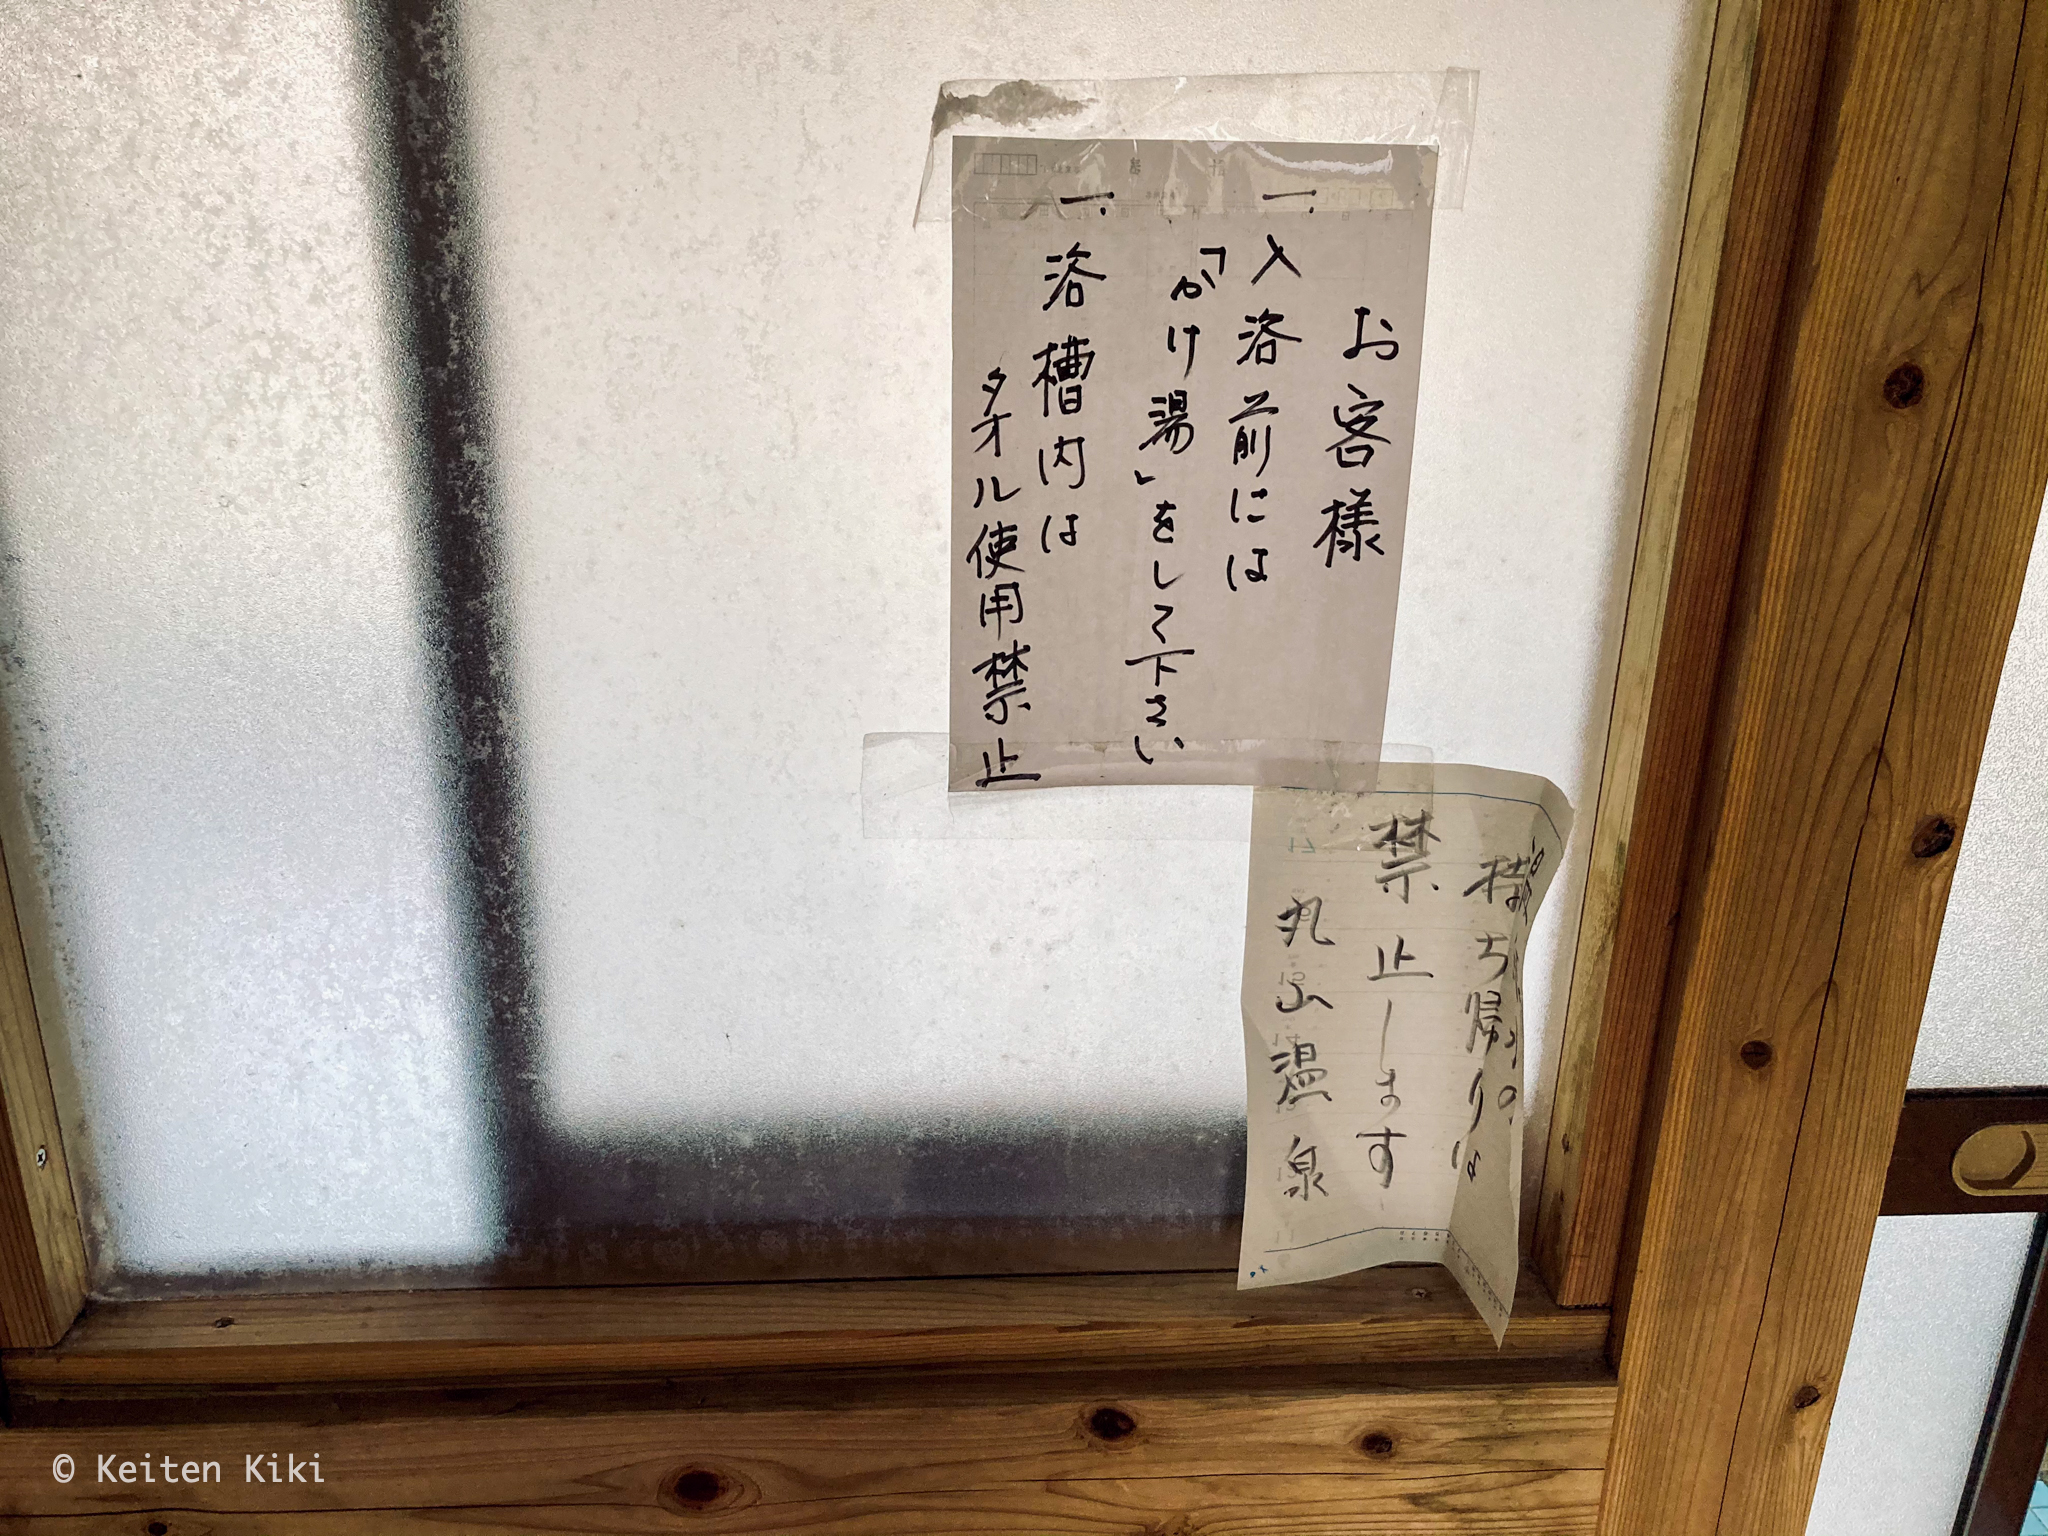 お客様
一. 入浴前には
「かけ湯」をして下さい
一. 浴槽内は
タオル使用禁止
持ち帰りは
禁止します
丸山温泉
© Keiten Kiki